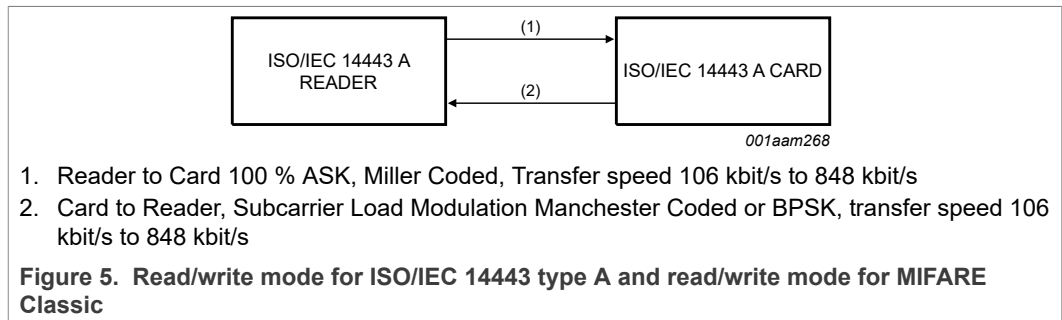 (1)
ISO/IEC 14443 A
READER
ISO/IEC 14443 A CARD
(2)
001aam268
1. Reader to Card 100 % ASK, Miller Coded, Transfer speed 106 kbit/s to 848 kbit/s
2. Card to Reader, Subcarrier Load Modulation Manchester Coded or BPSK, transfer speed 106
kbit/s to 848 kbit/s
Figure 5. Read/write mode for ISO/IEC 14443 type A and read/write mode for MIFARE
Classic